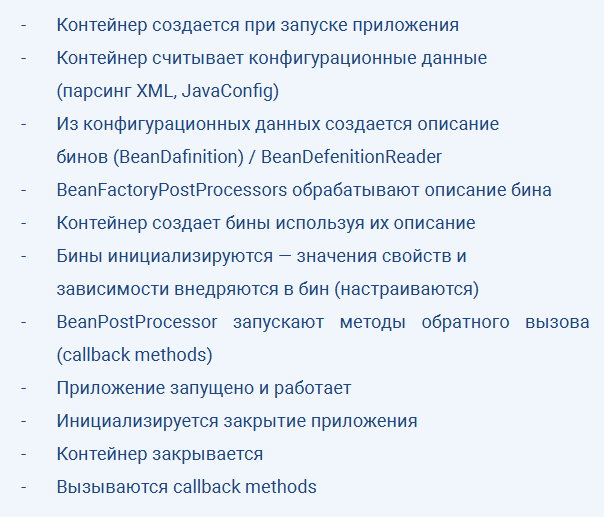 - Контейнер создается при запуске приложения
- Контейнер считывает конфигурационные данные
(парсинг XML, JavaConfig)
- Из конфигурационных данных создается описание
бинов (BeanDafinition) / BeanDefenitionReader
- BeanFactoryPostProcessors обрабатывают описание бина
- Контейнер создает бины используя их описание
- Бины инициализируются — значения свойств и
зависимости внедряются в бин (настраиваются)
- BeanPostProcessor запускают методы обратного вызова
(callback methods)
- Приложение запущено и работает
- Инициализируется закрытие приложения
- Контейнер закрывается
- Вызываются callback methods